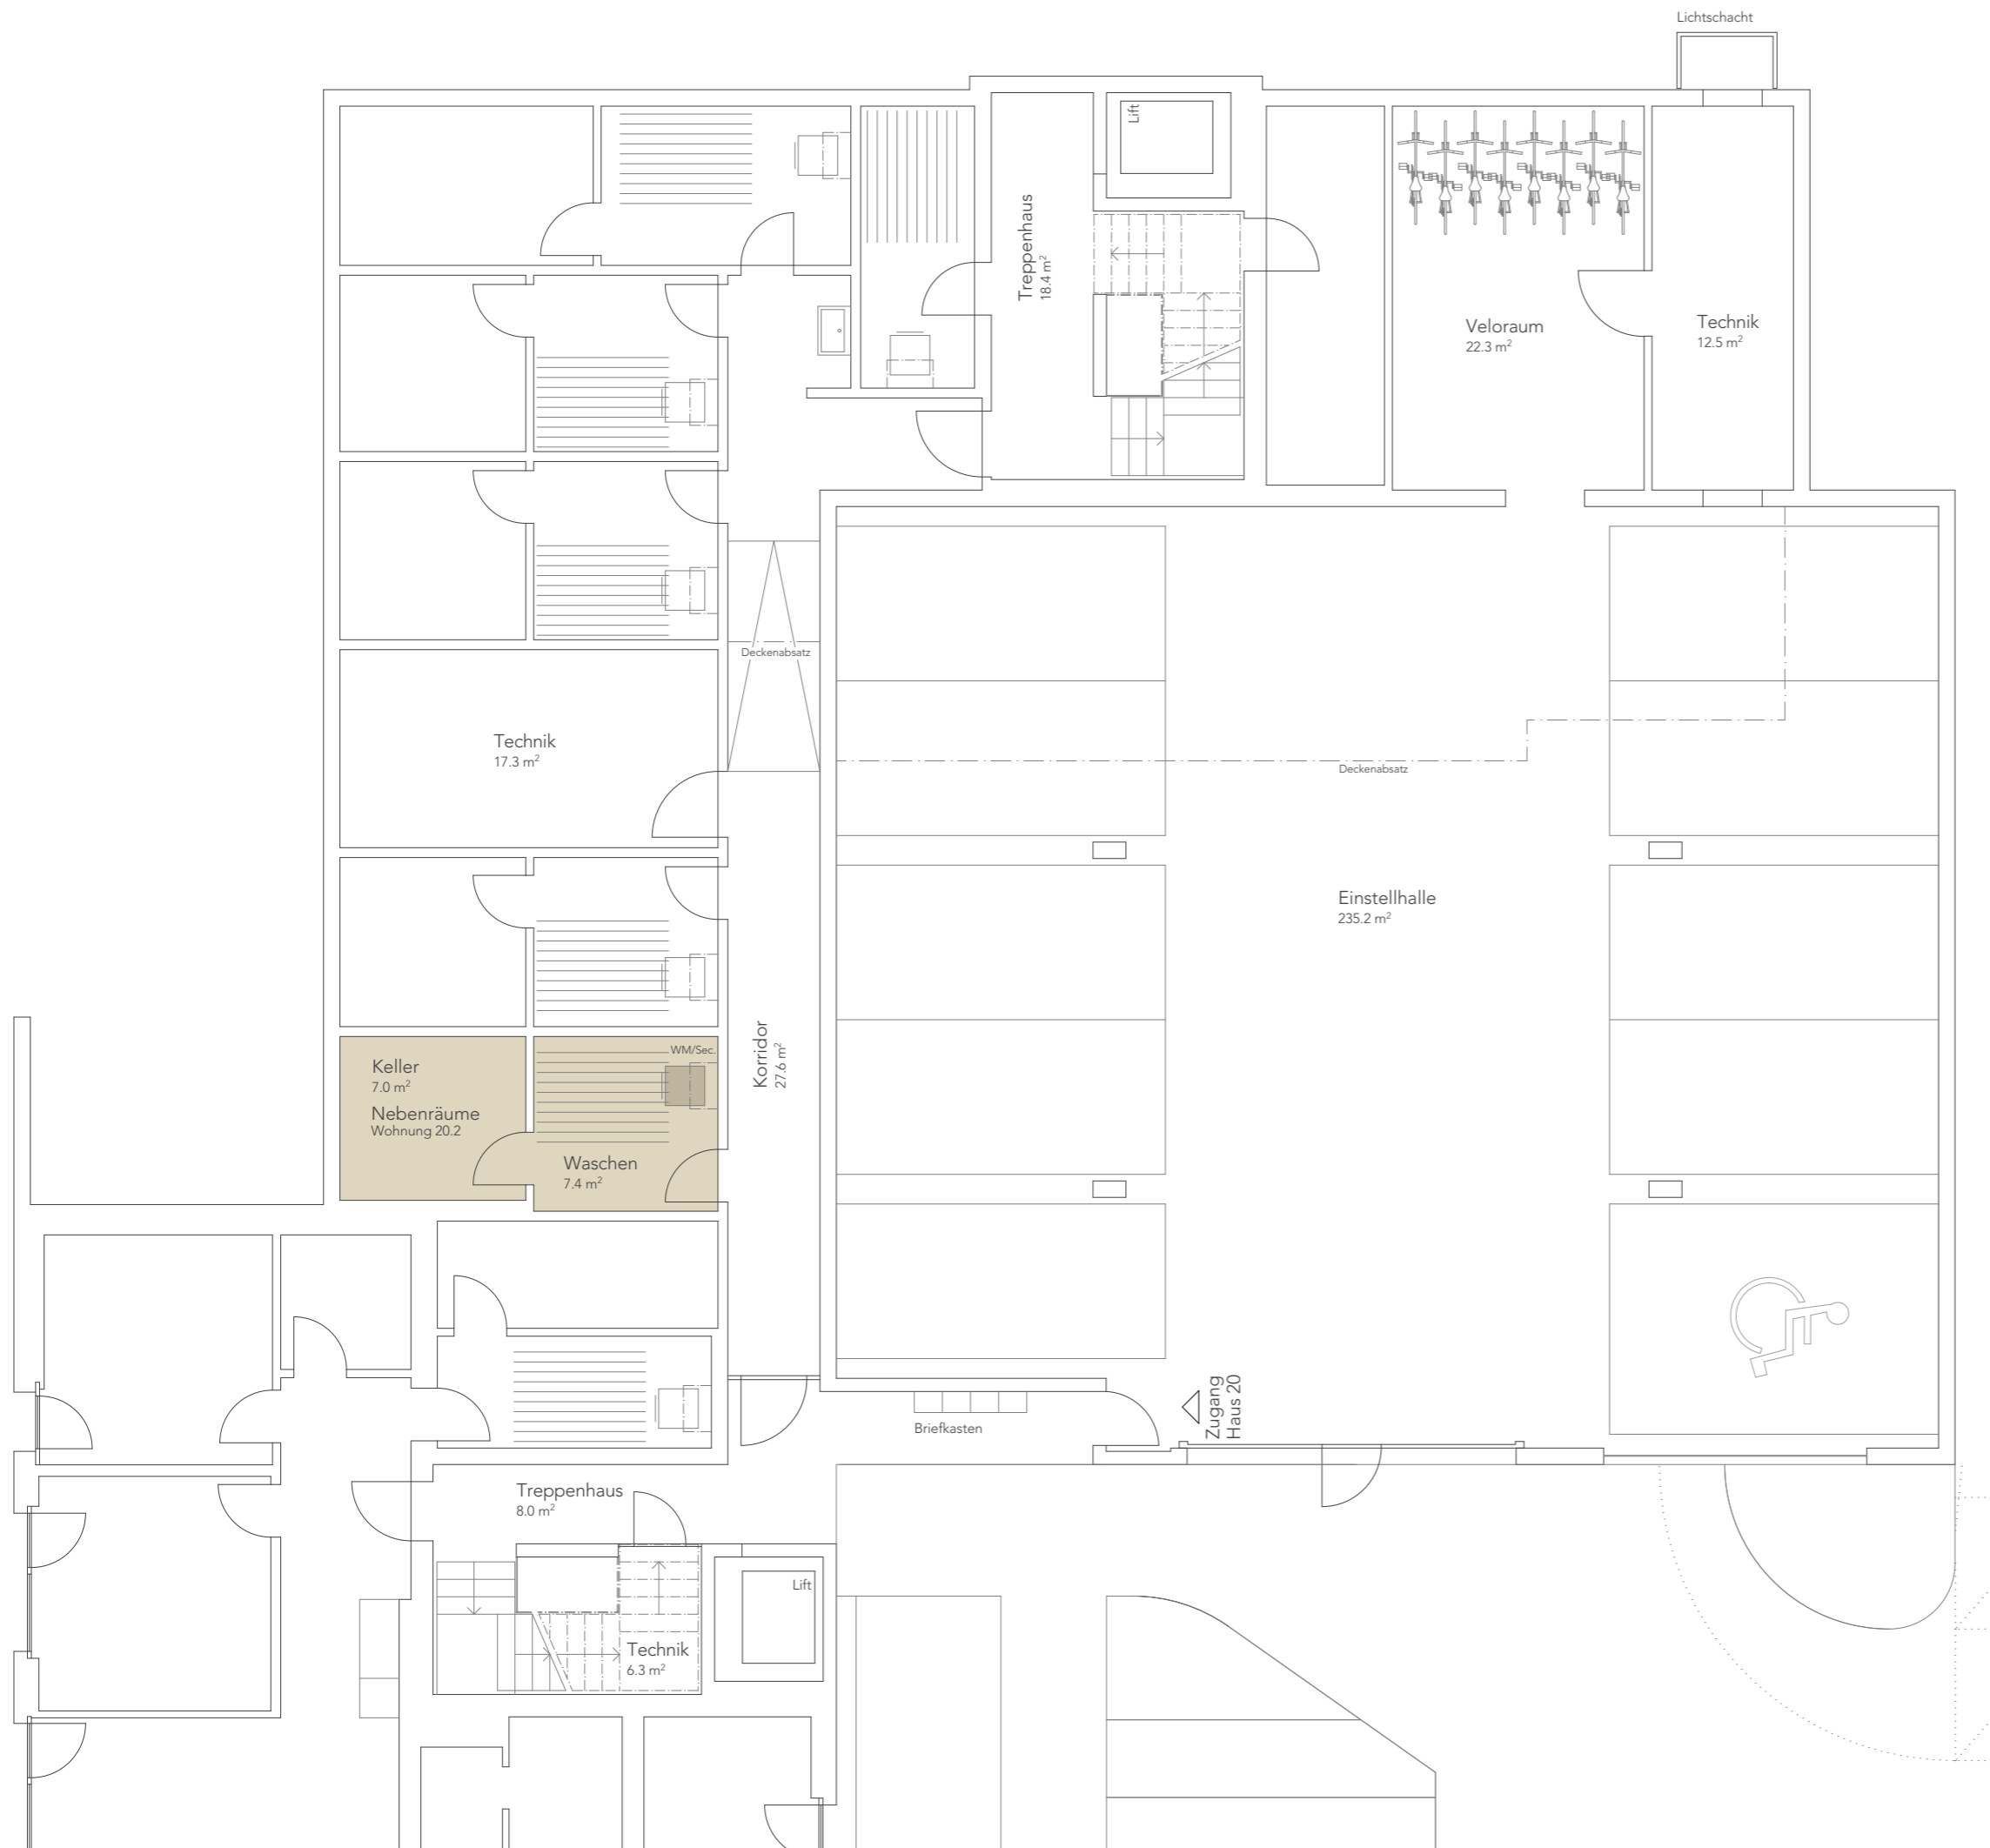 Lichtschacht
Lift
Treppenhaus
18.4 m²
Veloraum
22.3 m²
Technik
12.5 m²
Deckenabsatz
Technik
17.3 m²
Deckenabsatz
Einstellhalle
235.2 m²
Korridor
27.6 m²
WM/Sec.
Keller
7.0 m²
Nebenräume
Wohnung 20.2
Waschen
7.4 m²
Briefkasten
Zugang
Haus 20
Treppenhaus
8.0 m²
Lift
Technik
6.3 m²